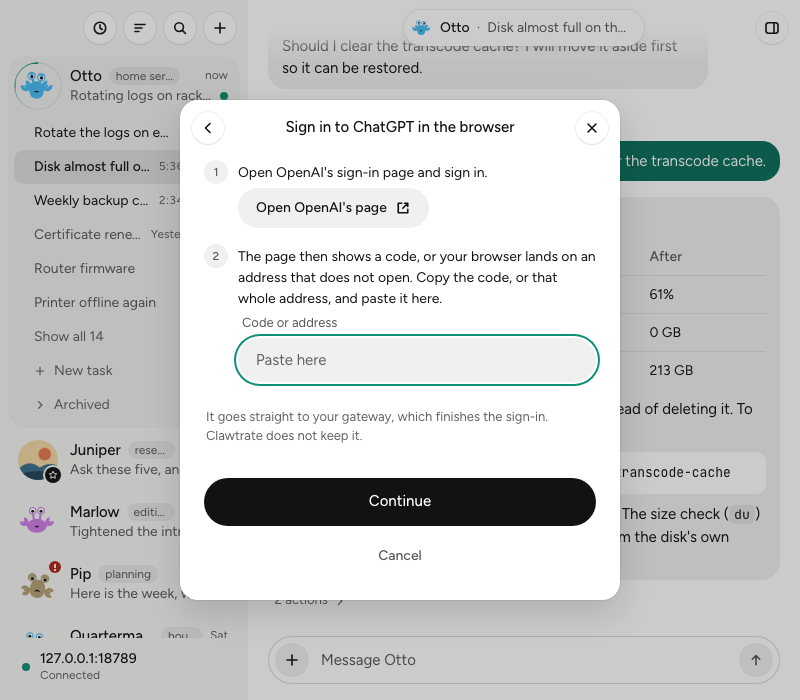 Otto · Disk almost full on th...
Otto home ser... now
Rotating logs on rack...
Rotate the logs on e...
Disk almost full o... 5:36
Weekly backup c... 2:34
Certificate rene... Yeste
Router firmware
Printer offline again
Show all 14
New task
Archived
Juniper rese...
Ask these five, an
Marlow editi...
Tightened the intr
Pip planning
Here is the week, 
Quarterma hou... Sat
127.0.0.1:18789
Connected
Should I clear the transcode cache? I will move it aside first
so it can be restored.
the transcode cache.
After
61%
0 GB
213 GB
ead of deleting it. To
transcode-cache
The size check ( du )
m the disk's own
2 actions
Message Otto
Sign in to ChatGPT in the browser
1 Open OpenAI's sign-in page and sign in.
Open OpenAI's page
2 The page then shows a code, or your browser lands on an
address that does not open. Copy the code, or that
whole address, and paste it here.
Code or address
Paste here
It goes straight to your gateway, which finishes the sign-in.
Clawtrate does not keep it.
Continue
Cancel